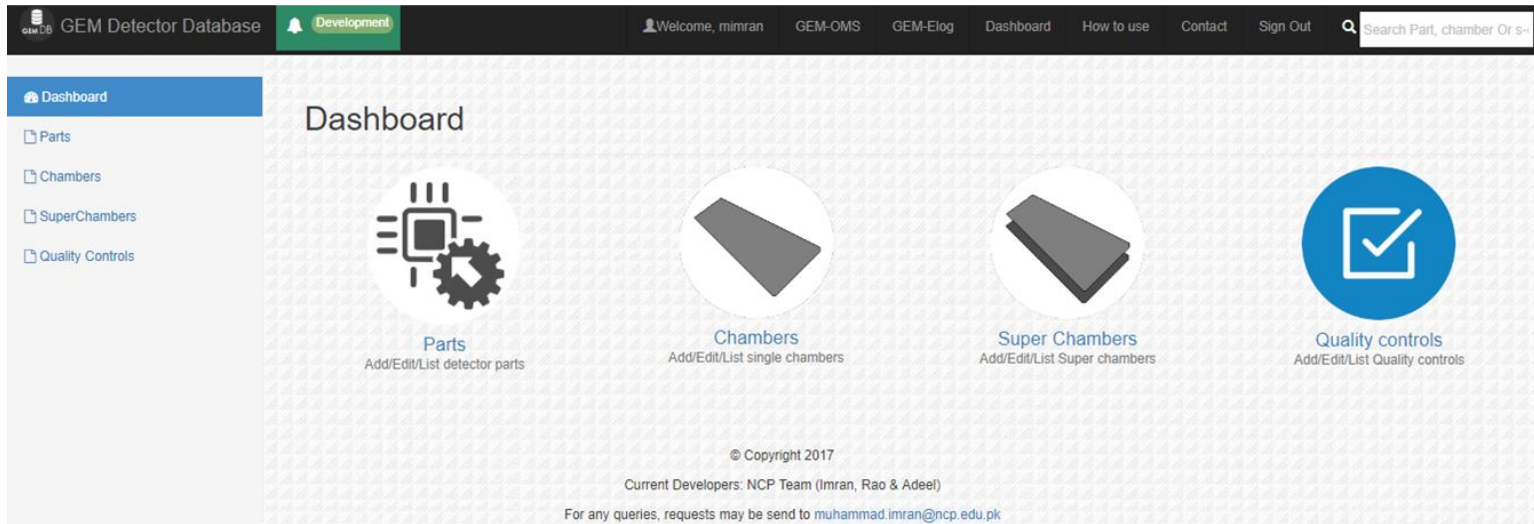 GEM DB GEM Detector Database Development Welcome, mimran GEM-OMS GEM-Elog Dashboard How to use Contact Sign Out Search Part, chamber Or s-
Dashboard
Parts
Chambers
SuperChambers
Quality Controls
Dashboard
Parts
Add/Edit/List detector parts
Chambers
Add/Edit/List single chambers
Super Chambers
Add/Edit/List Super chambers
Quality controls
Add/Edit/List Quality controls
© Copyright 2017
Current Developers: NCP Team (Imran, Rao & Adeel)
For any queries, requests may be send to muhammad.imran@ncp.edu.pk